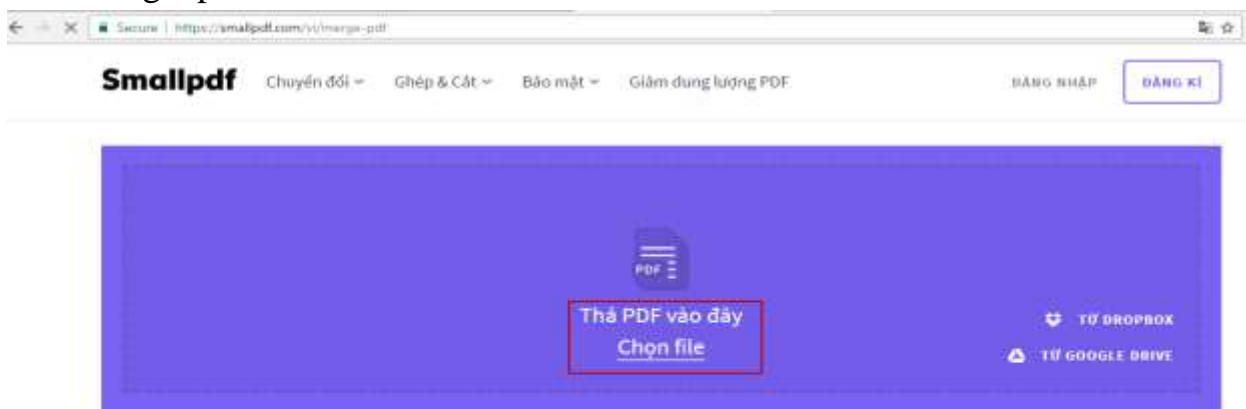 Secure | https://smallpdf.com/vi/merge-pdf
Smallpdf Chuyển đổi Ghép & Cắt Bảo mật Giảm dung lượng PDF ĐĂNG NHẬP ĐĂNG KÍ
PDF
Thả PDF vào đây
Chọn file
TỪ DROPBOX
TỪ GOOGLE DRIVE